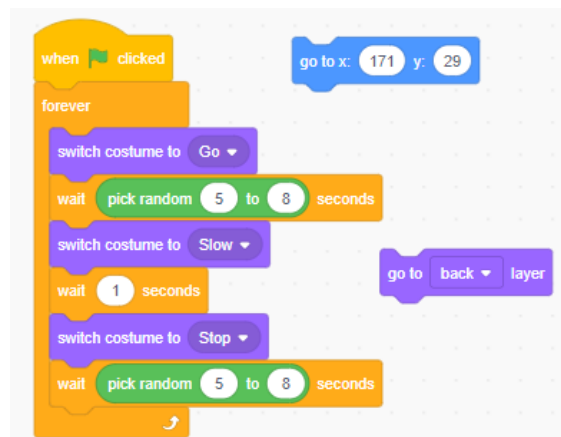 when clicked
go to x: 171 y: 29
forever
switch costume to Go
wait pick random 5 to 8 seconds
switch costume to Slow
go to back layer
wait 1 seconds
switch costume to Stop
wait pick random 5 to 8 seconds